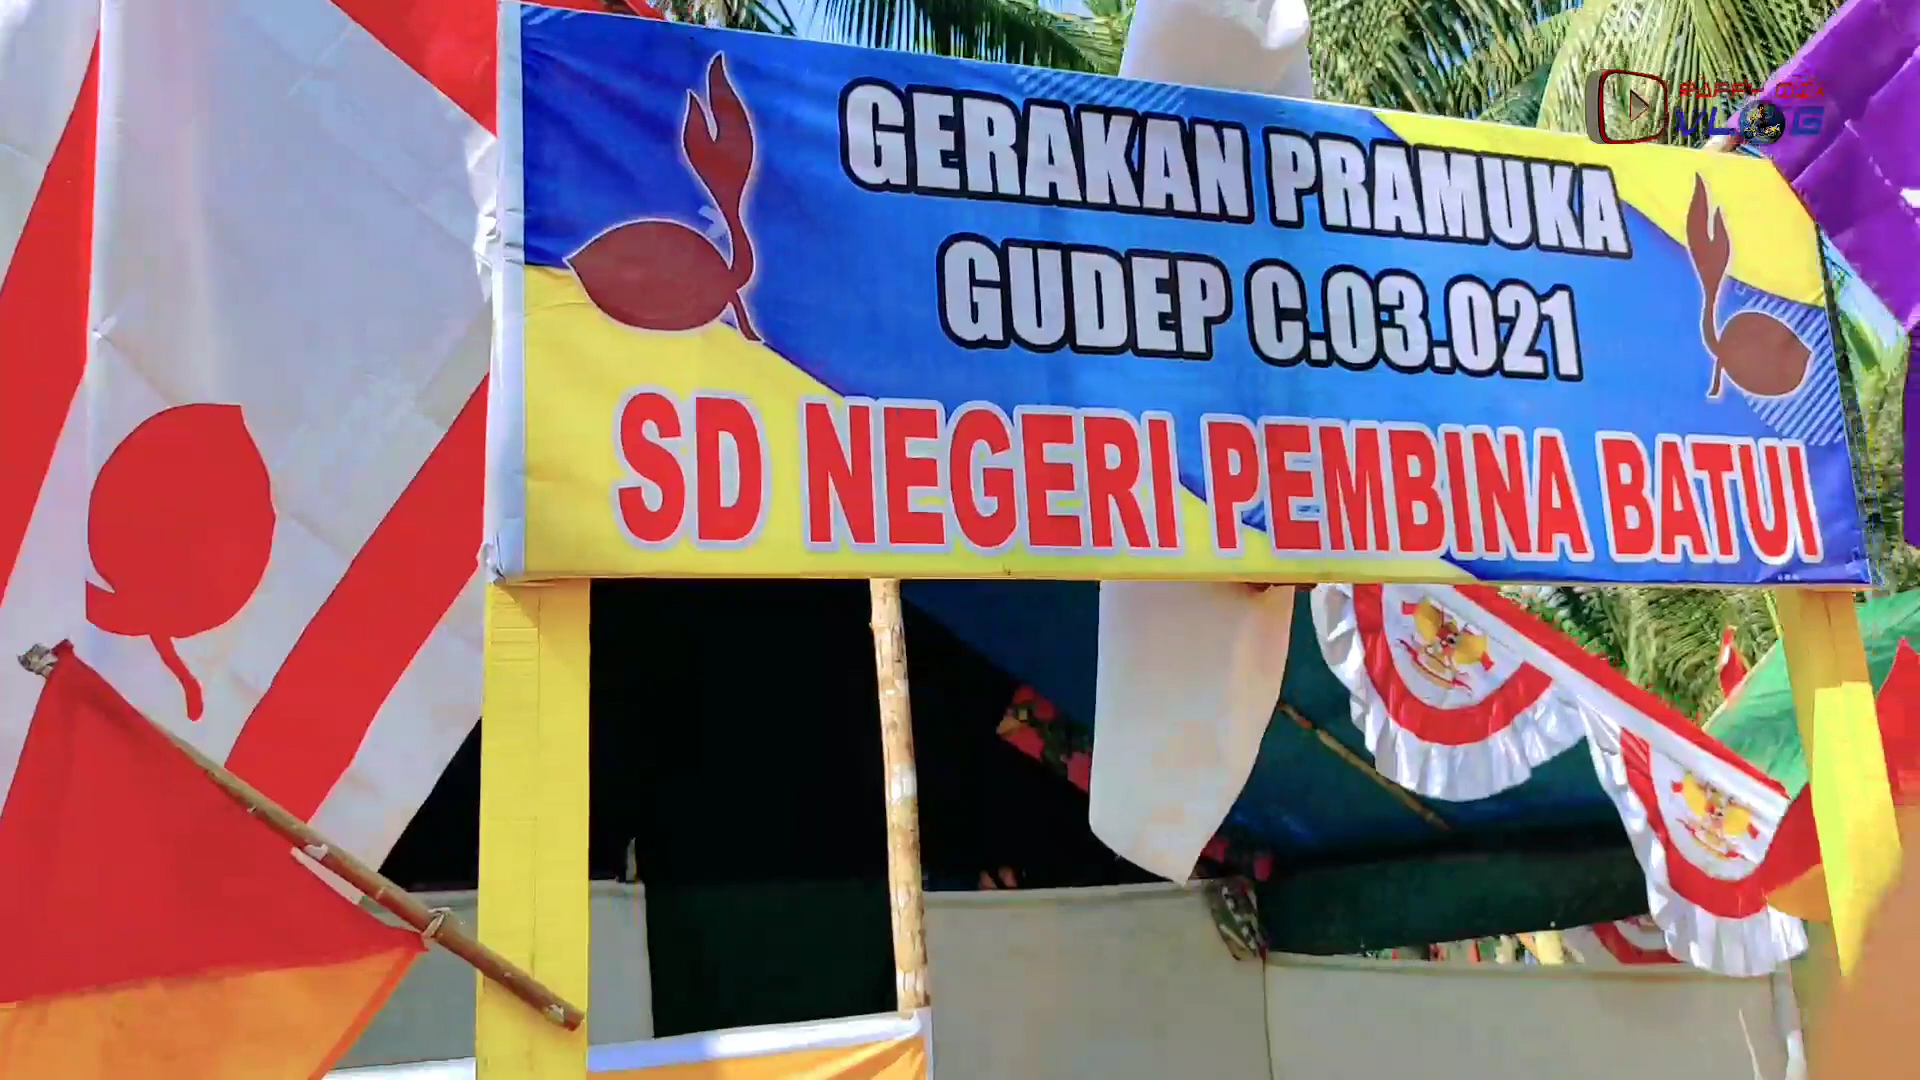 GERAKAN PRAMUKA
GUDEP C.03.021
SD NEGERI PEMBINA BATUI
VLOG